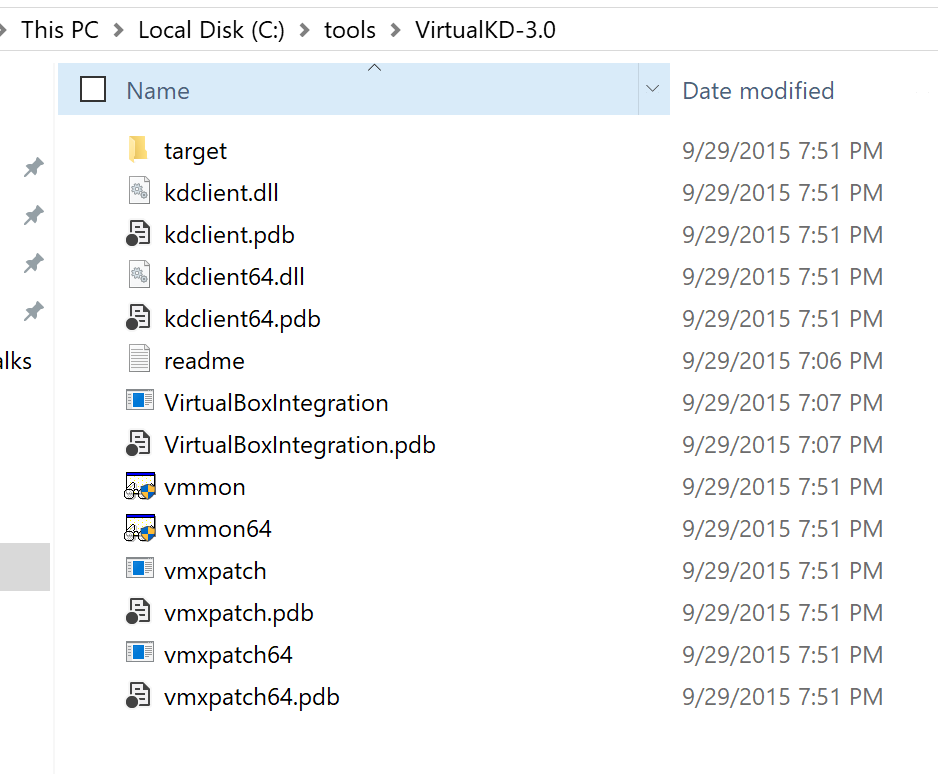 This PC > Local Disk (C:) > tools > VirtualKD-3.0
Name Date modified
target 9/29/2015 7:51 PM
kdclient.dll 9/29/2015 7:51 PM
kdclient.pdb 9/29/2015 7:51 PM
kdclient64.dll 9/29/2015 7:51 PM
kdclient64.pdb 9/29/2015 7:51 PM
alks readme 9/29/2015 7:06 PM
VirtualBoxIntegration 9/29/2015 7:07 PM
VirtualBoxIntegration.pdb 9/29/2015 7:07 PM
vmmon 9/29/2015 7:51 PM
vmmon64 9/29/2015 7:51 PM
vmxpatch 9/29/2015 7:51 PM
vmxpatch.pdb 9/29/2015 7:51 PM
vmxpatch64 9/29/2015 7:51 PM
vmxpatch64.pdb 9/29/2015 7:51 PM